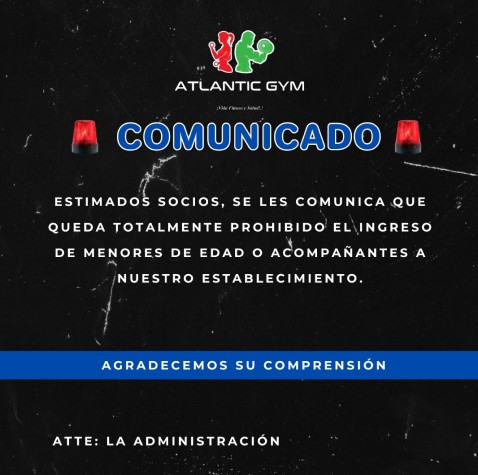 ATLANTIC GYM
¡Vida Fitness y Salud!
COMUNICADO
ESTIMADOS SOCIOS, SE LES COMUNICA QUE
QUEDA TOTALMENTE PROHIBIDO EL INGRESO
DE MENORES DE EDAD O ACOMPAÑANTES A
NUESTRO ESTABLECIMIENTO.
AGRADECEMOS SU COMPRENSIÓN
ATTE: LA ADMINISTRACIÓN